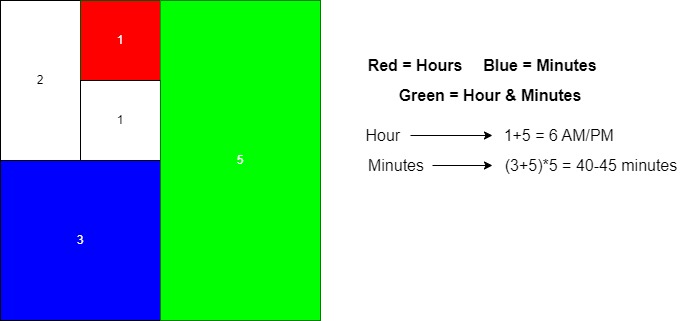 2
1
1
5
3
Red = Hours Blue = Minutes
Green = Hour & Minutes
Hour 1+5 = 6 AM/PM
Minutes (3+5)*5 = 40-45 minutes